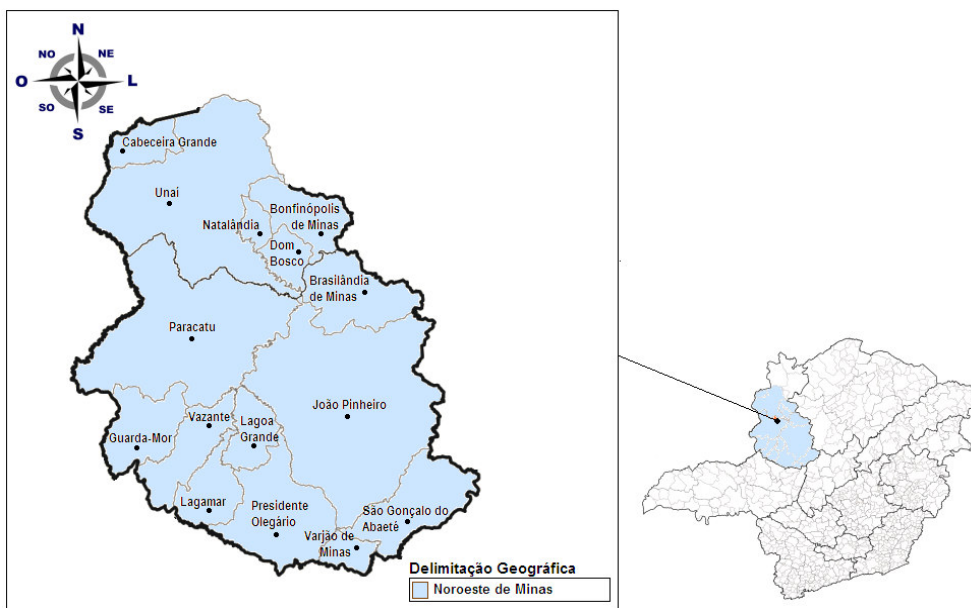 N
NO
NE
O
L
SO
SE
S
Cabeceira Grande
Unai
Natalândia
Bonfinópolis
de Minas
Dom
Bosco
Brasilândia
de Minas
Paracatu
João Pinheiro
Vazante
Lagoa
Grande
Guarda-Mor
Lagamar
Presidente
Olegário
São Gonçalo do
Abaeté
Varjão de
Minas
Delimitação Geográfica
Noroeste de Minas